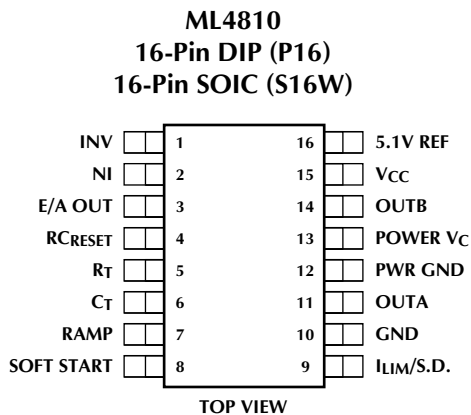 ML4810
16-Pin DIP (P16)
16-Pin SOIC (S16W)
INV 1 16 5.1V REF
NI 2 15 VCC
E/A OUT 3 14 OUTB
RCRESET 4 13 POWER VC
RT 5 12 PWR GND
CT 6 11 OUTA
RAMP 7 10 GND
SOFT START 8 9 ILIM/S.D.
TOP VIEW